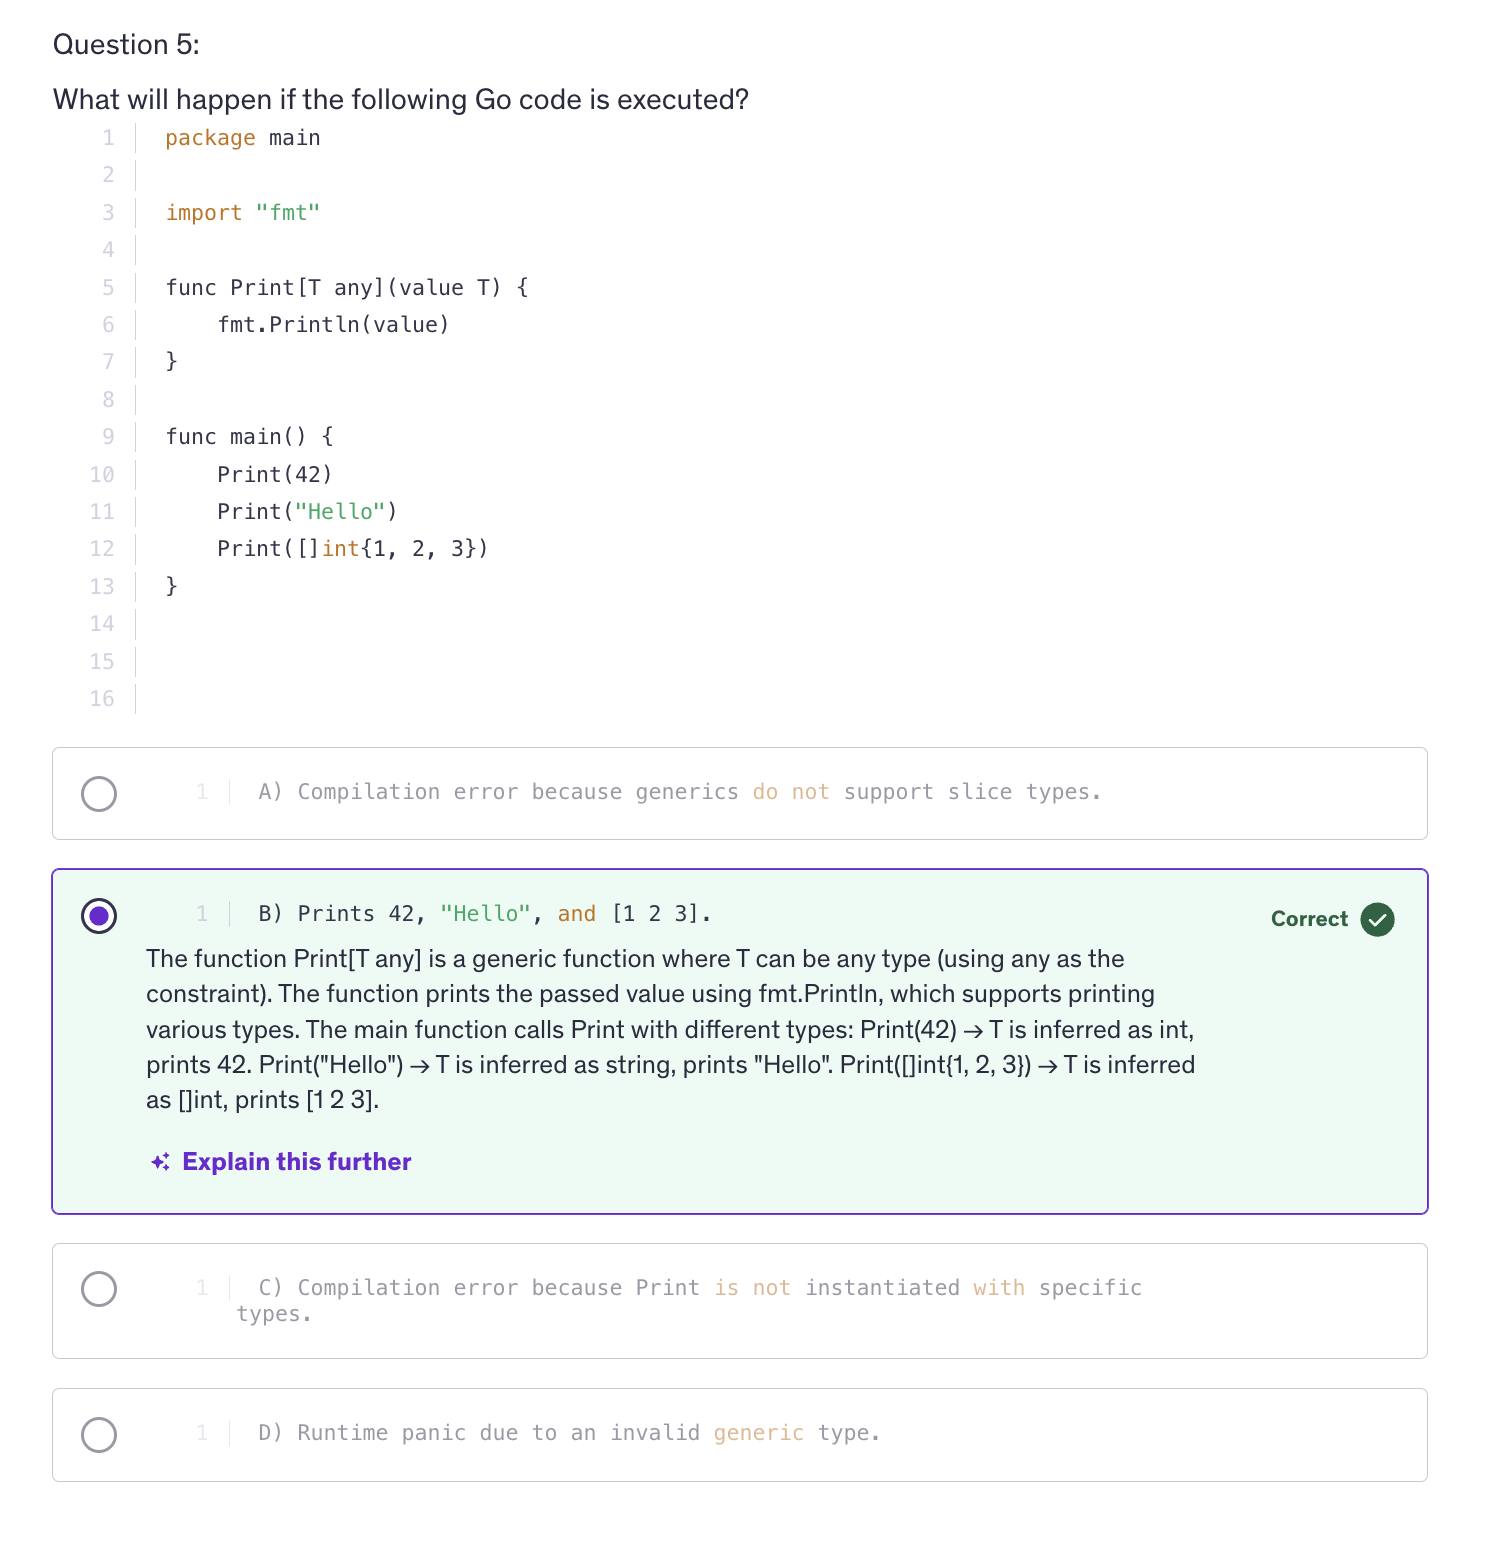 Question 5:
What will happen if the following Go code is executed?
1 package main
2
3 import "fmt"
4
5 func Print[T any](value T) {
6     fmt.Println(value)
7 }
8
9 func main() {
10     Print(42)
11     Print("Hello")
12     Print([]int{1, 2, 3})
13 }
14
15
16
1 A) Compilation error because generics do not support slice types.
1 B) Prints 42, "Hello", and [1 2 3].
Correct
The function Print[T any] is a generic function where T can be any type (using any as the
constraint). The function prints the passed value using fmt.Println, which supports printing
various types. The main function calls Print with different types: Print(42) → T is inferred as int,
prints 42. Print("Hello") → T is inferred as string, prints "Hello". Print([]int{1, 2, 3}) → T is inferred
as []int, prints [1 2 3].
Explain this further
1 C) Compilation error because Print is not instantiated with specific
types.
1 D) Runtime panic due to an invalid generic type.